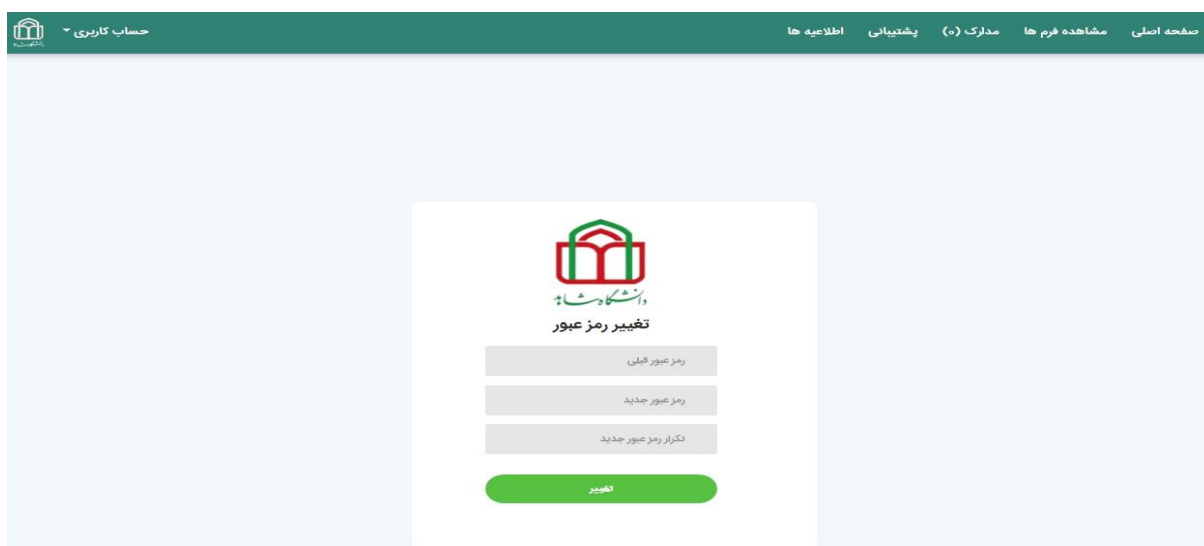 صفحه اصلی مشاهده فرم ها مدارک (۰) پشتیبانی اطلاعیه ها حساب کاربری
دانشگاه شاهد
تغییر رمز عبور
رمز عبور قبلی
رمز عبور جدید
تکرار رمز عبور جدید
تغییر